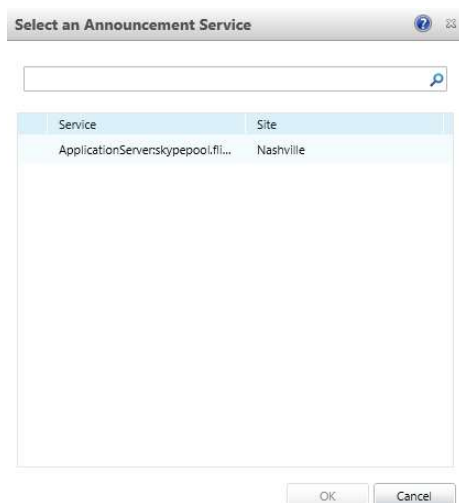 Select an Announcement Service
Service Site
ApplicationServer:skypepool.fli... Nashville
OK Cancel